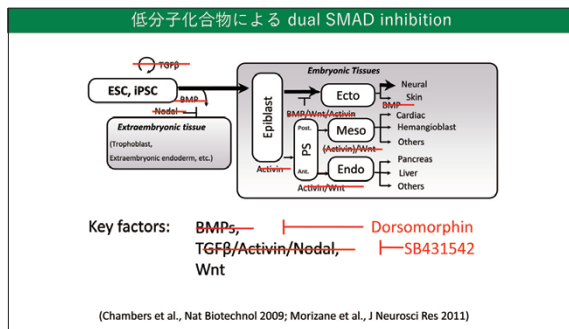 低分子化合物による dual SMAD inhibition
TGFβ
ESC, iPSC
BMP
Nodal
Extraembryonic tissue
(Trophoblast,
Extraembryonic endoderm, etc.)
Embryonic Tissues
Epiblast
Ecto
Neural
Skin
BMP
BMP/Wnt/Activin
Post.
PS
Ant.
Meso
Cardiac
Hemangioblast
Others
(Activin)/Wnt
Activin
Endo
Pancreas
Liver
Others
Activin/Wnt
Key factors: BMPs, Dorsomorphin
TGFβ/Activin/Nodal, SB431542
Wnt
(Chambers et al., Nat Biotechnol 2009; Morizane et al., J Neurosci Res 2011)